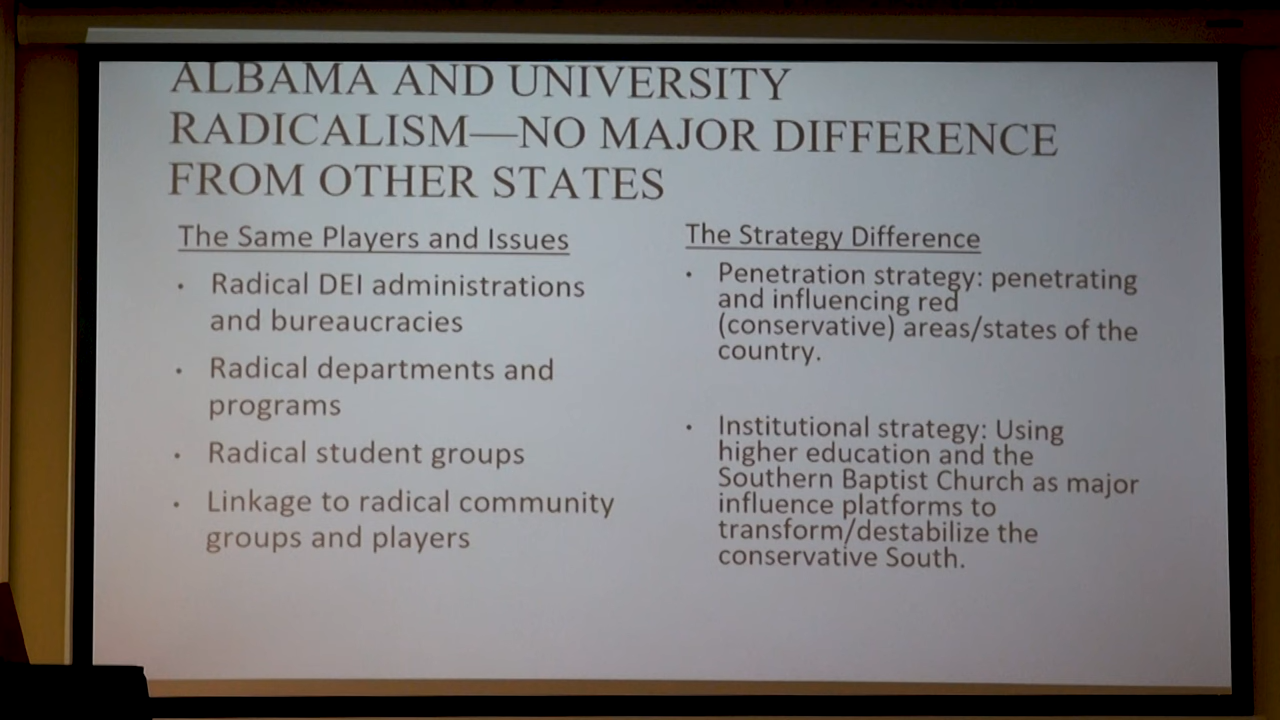 ALBAMA AND UNIVERSITY
RADICALISM—NO MAJOR DIFFERENCE
FROM OTHER STATES
The Same Players and Issues
• Radical DEI administrations
and bureaucracies
• Radical departments and
programs
• Radical student groups
• Linkage to radical community
groups and players
The Strategy Difference
• Penetration strategy: penetrating
and influencing red
(conservative) areas/states of the
country.
• Institutional strategy: Using
higher education and the
Southern Baptist Church as major
influence platforms to
transform/destabilize the
conservative South.